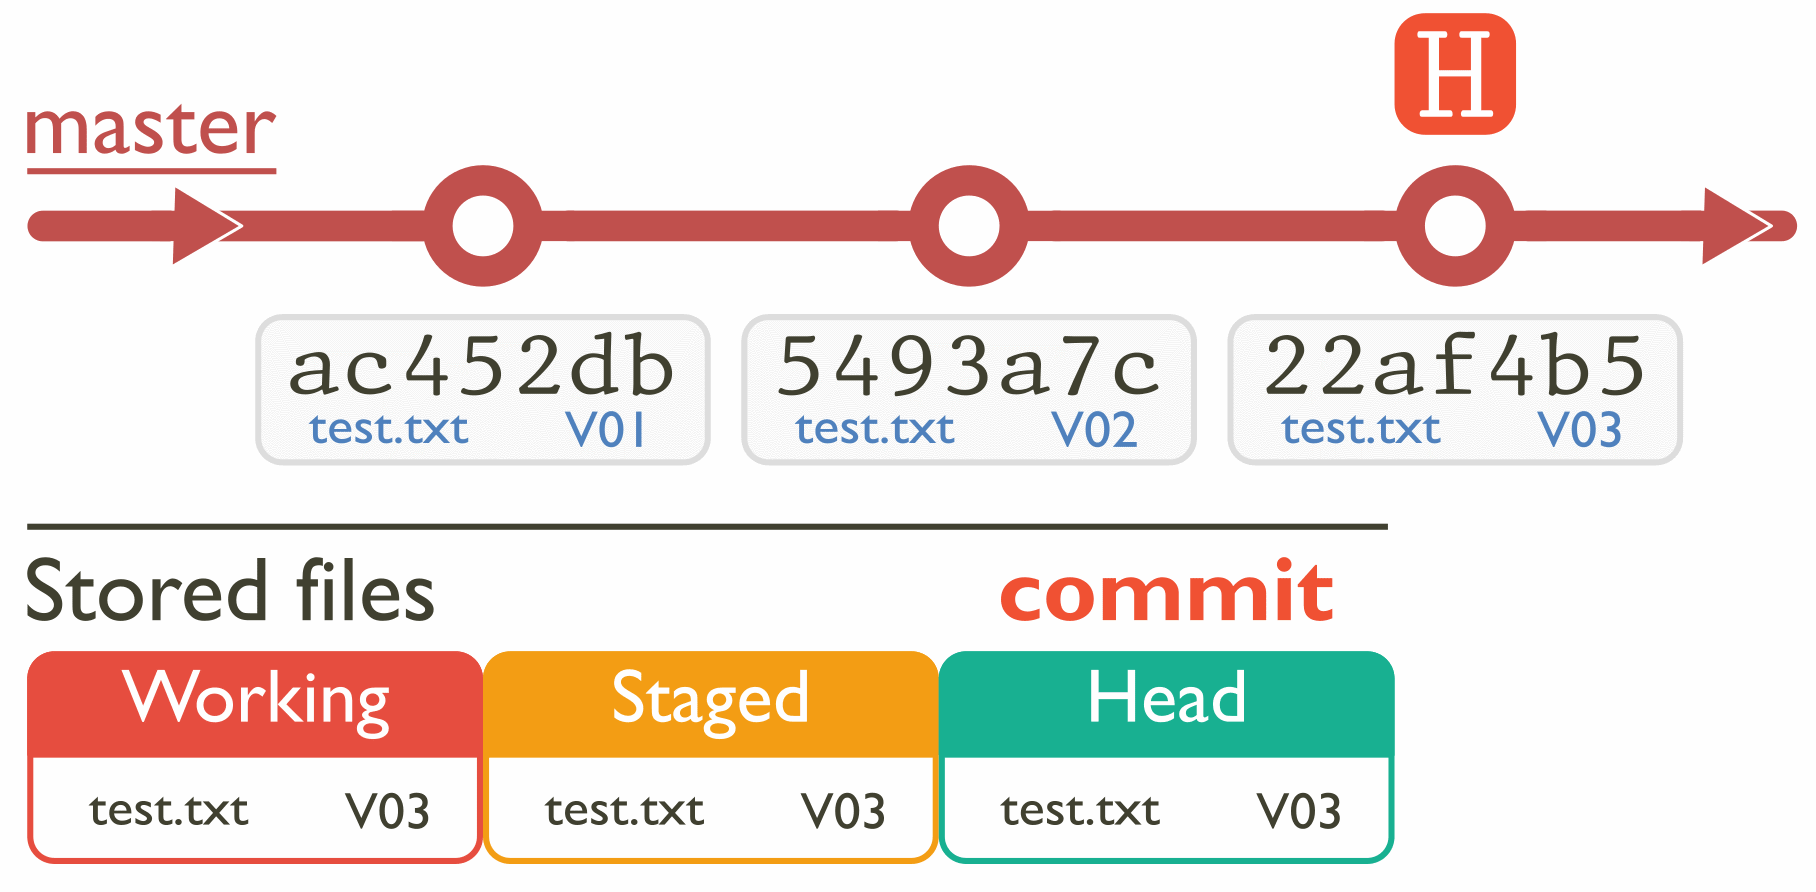 H
master
ac452db 5493a7c 22af4b5
test.txt V01 test.txt V02 test.txt V03
Stored files commit
Working Staged Head
test.txt V03 test.txt V03 test.txt V03